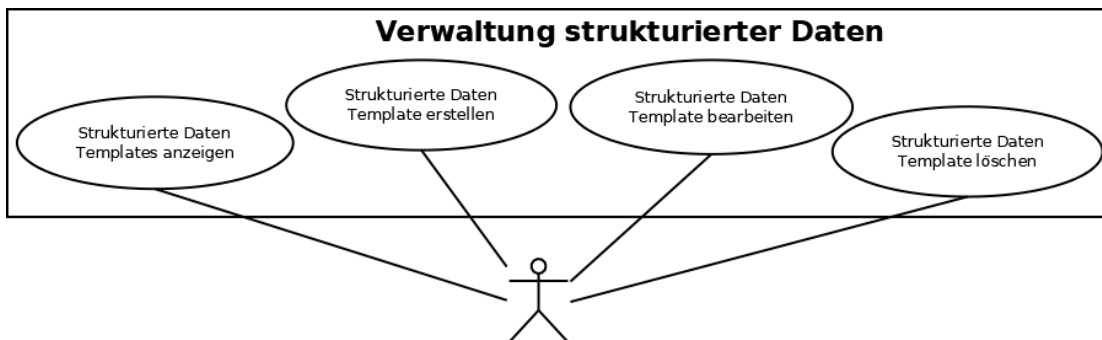 Verwaltung strukturierter Daten
Strukturierte Daten
Templates anzeigen
Strukturierte Daten
Template erstellen
Strukturierte Daten
Template bearbeiten
Strukturierte Daten
Template löschen